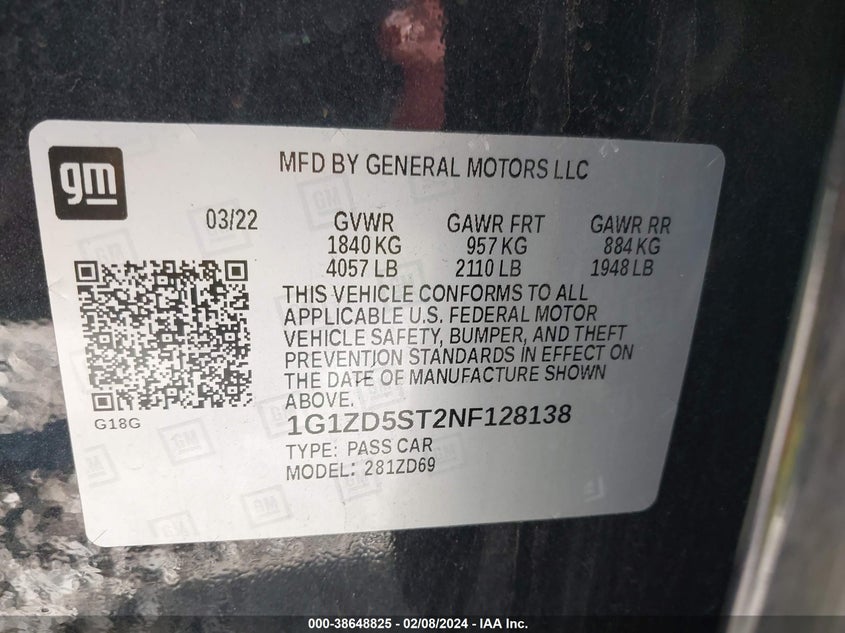 gm
MFD BY GENERAL MOTORS LLC
03/22 GVWR GAWR FRT GAWR RR
1840 KG 957 KG 884 KG
4057 LB 2110 LB 1948 LB
THIS VEHICLE CONFORMS TO ALL
APPLICABLE U.S. FEDERAL MOTOR
VEHICLE SAFETY, BUMPER, AND THEFT
PREVENTION STANDARDS IN EFFECT ON
THE DATE OF MANUFACTURE SHOWN
ABOVE.
G18G
1G1ZD5ST2NF128138
TYPE: PASS CAR
MODEL: 281ZD69
000-38648825 - 02/08/2024 - IAA Inc.